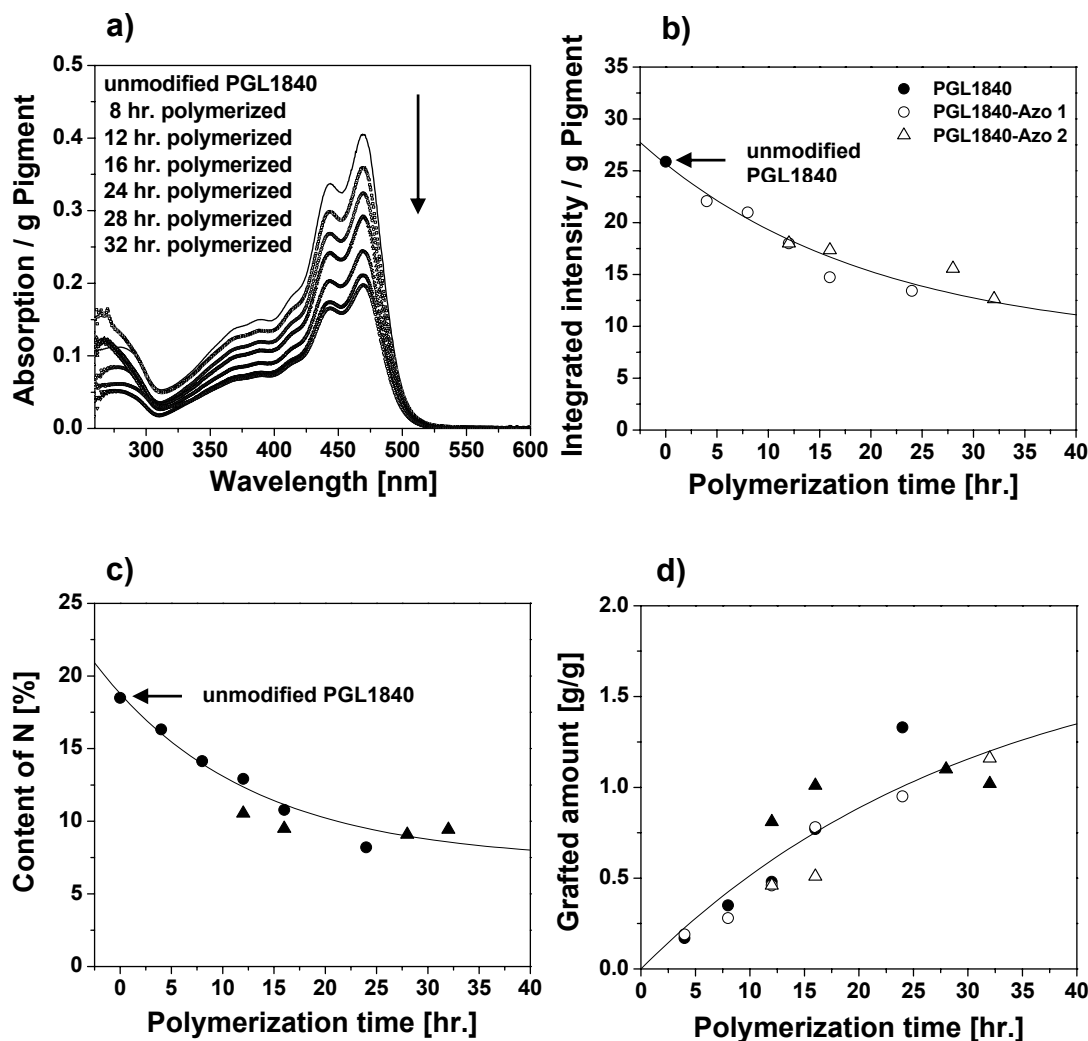 a)
Absorption / g Pigment
0.5
0.4
0.3
0.2
0.1
0.0
unmodified PGL1840
8 hr. polymerized
12 hr. polymerized
16 hr. polymerized
24 hr. polymerized
28 hr. polymerized
32 hr. polymerized
300 350 400 450 500 550 600
Wavelength [nm]
b)
Integrated intensity / g Pigment
35
30
25
20
15
10
5
0
PGL1840
PGL1840-Azo 1
PGL1840-Azo 2
unmodified
PGL1840
0 5 10 15 20 25 30 35 40
Polymerization time [hr.]
c)
Content of N [%]
25
20
15
10
5
0
unmodified PGL1840
0 5 10 15 20 25 30 35 40
Polymerization time [hr.]
d)
Grafted amount [g/g]
2.0
1.5
1.0
0.5
0.0
0 5 10 15 20 25 30 35 40
Polymerization time [hr.]